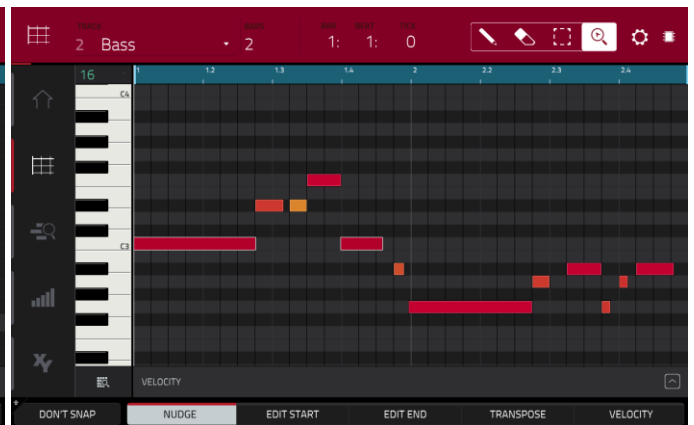 TRACK BARS BAR BEAT TICK
2 Bass 2 1: 1: 0
16 1 1.2 1.3 1.4 2 2.2 2.3 2.4
C4
C3
XY
VELOCITY
DON'T SNAP NUDGE EDIT START EDIT END TRANSPOSE VELOCITY